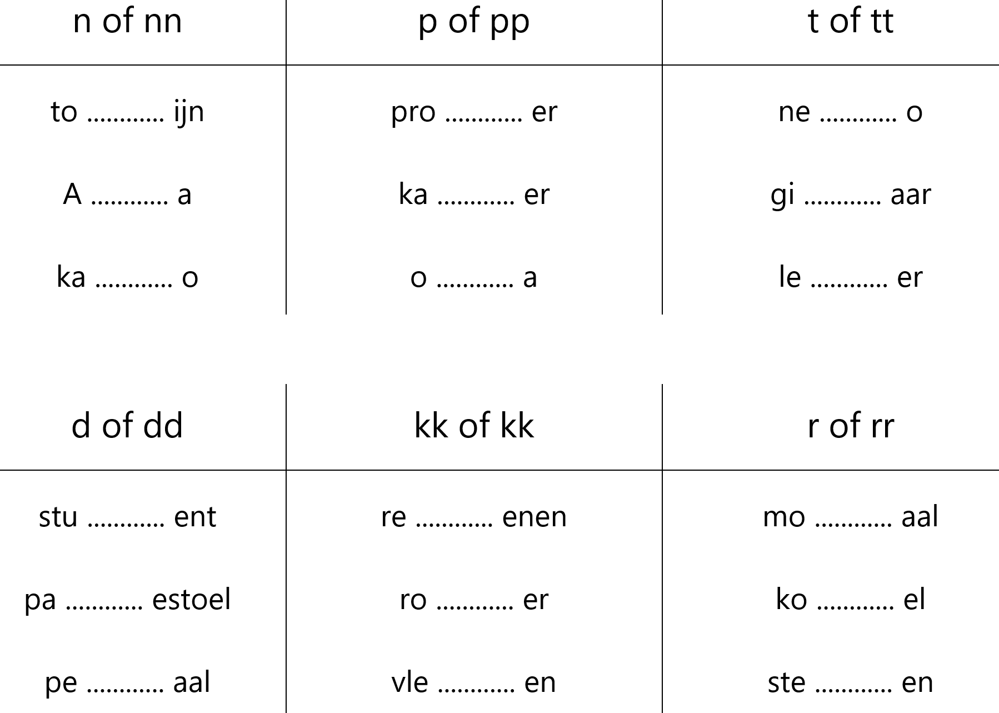 n of nn p of pp t of tt
to ............ ijn pro ............ er ne ............ o
A ............ a ka ............ er gi ............ aar
ka ............ o o ............ a le ............ er
d of dd kk of kk r of rr
stu ............ ent re ............ enen mo ............ aal
pa ............ estoel ro ............ er ko ............ el
pe ............ aal vle ............ en ste ............ en